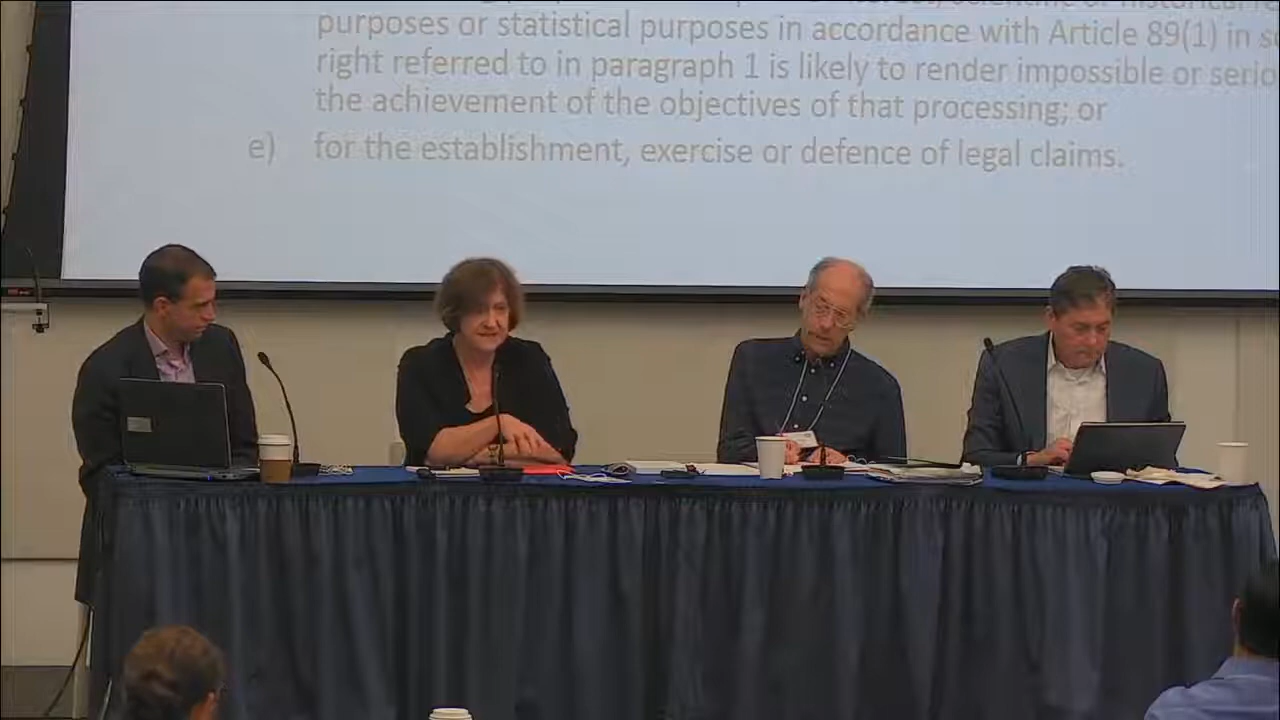 purposes or statistical purposes in accordance with Article 89(1) in
right referred to in paragraph 1 is likely to render impossible or
the achievement of the objectives of that processing; or
e) for the establishment, exercise or defence of legal claims.